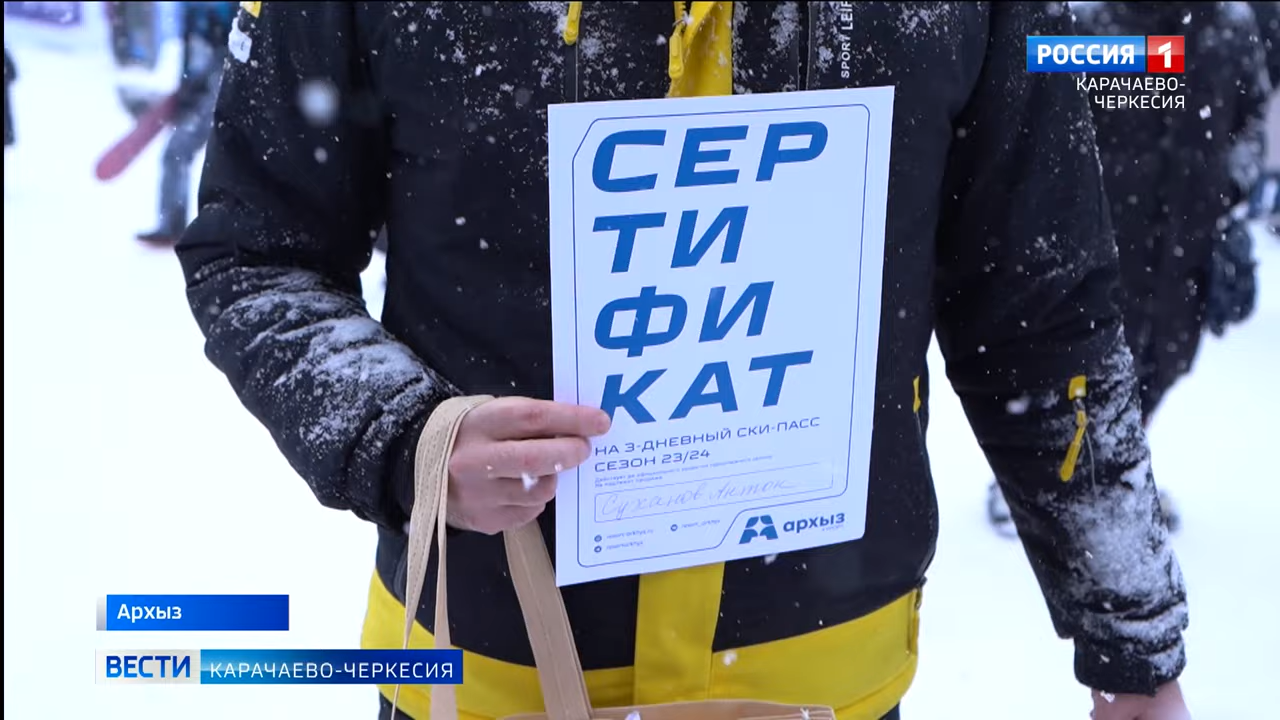 SPORT
РОССИЯ 1
КАРАЧАЕВО-
ЧЕРКЕСИЯ
СЕР
ТИ
ФИ
КАТ
НА 3-ДНЕВНЫЙ СКИ-ПАСС
СЕЗОН 23/24
Суханов Антон
архыз
Архыз
ВЕСТИ КАРАЧАЕВО-ЧЕРКЕСИЯ